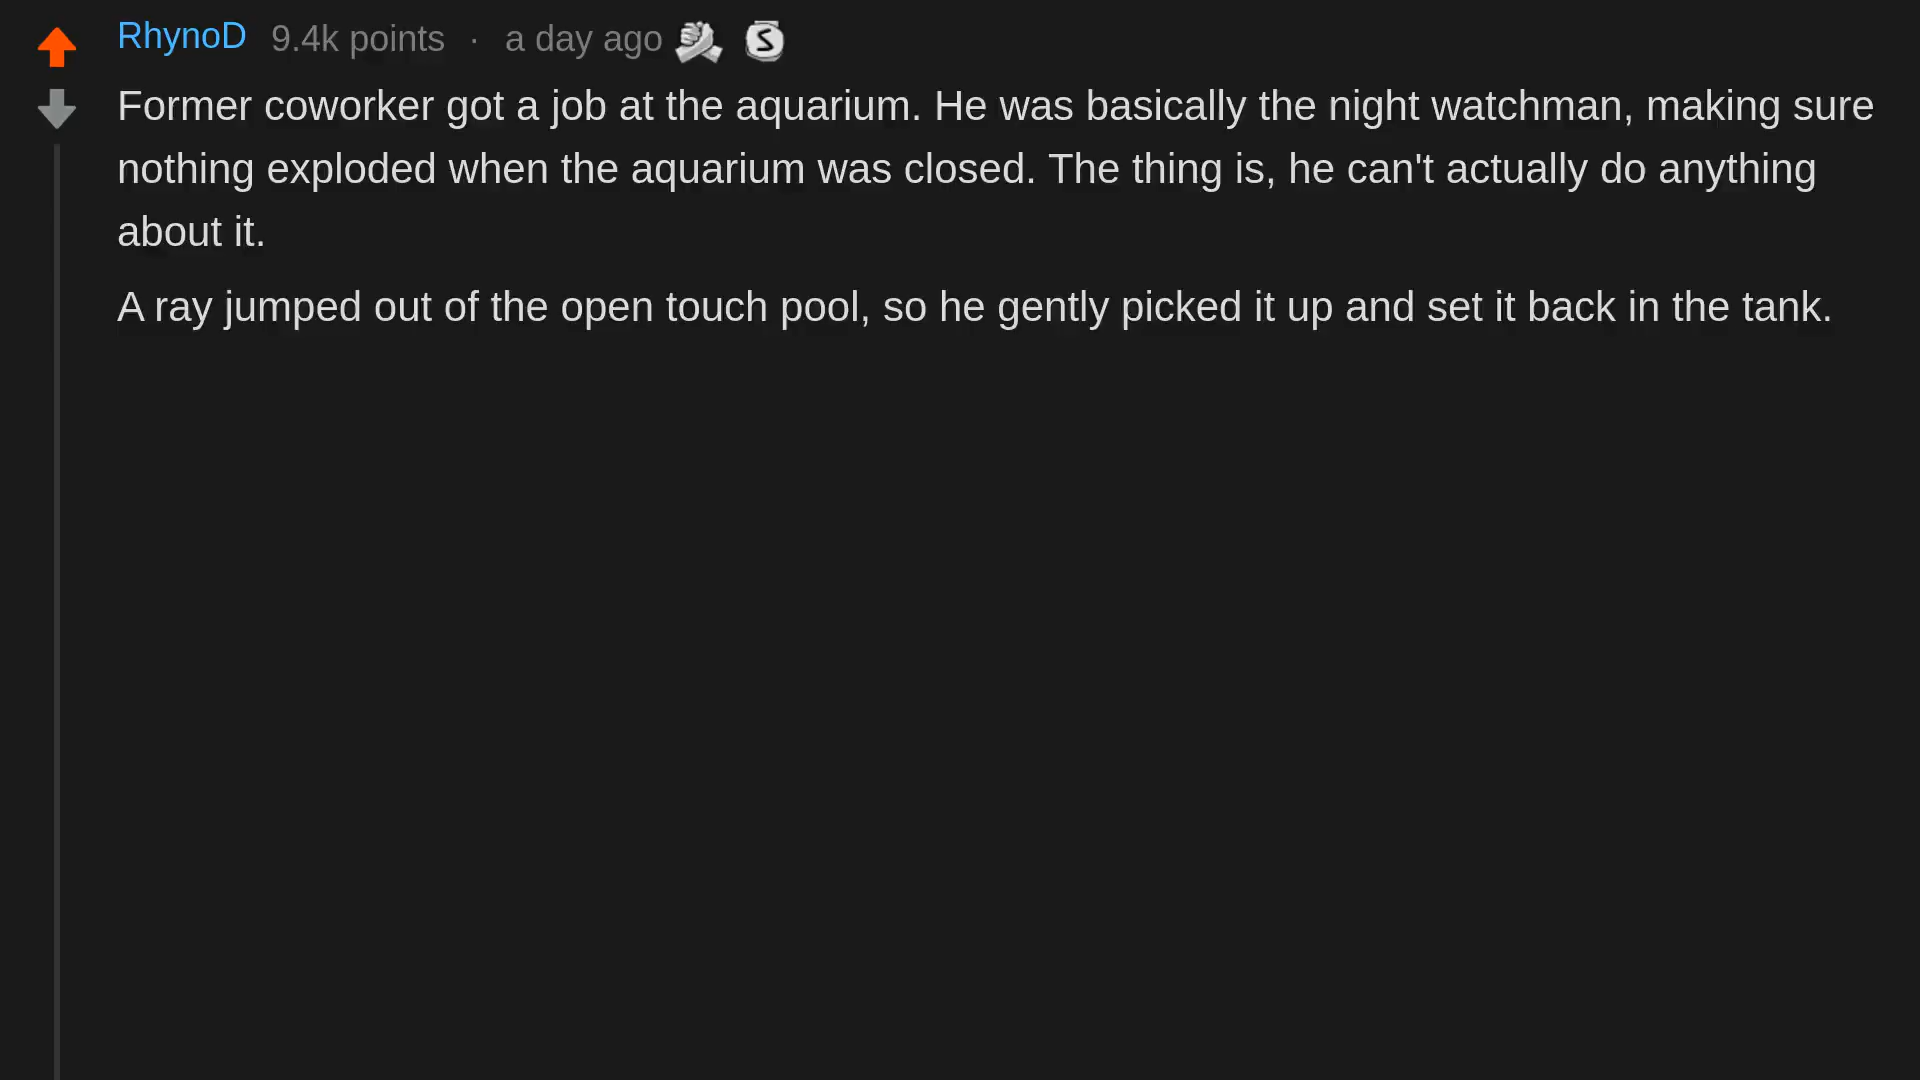 RhynoD 9.4k points · a day ago
Former coworker got a job at the aquarium. He was basically the night watchman, making sure
nothing exploded when the aquarium was closed. The thing is, he can't actually do anything
about it.
A ray jumped out of the open touch pool, so he gently picked it up and set it back in the tank.